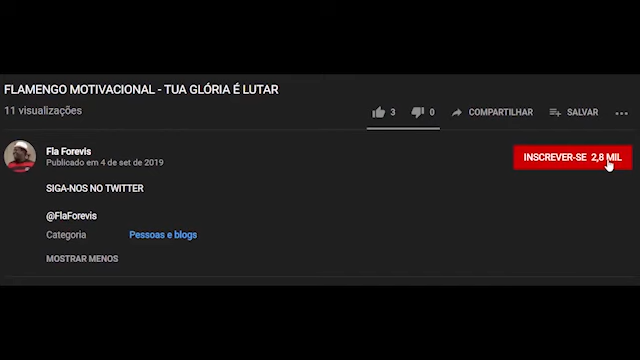 FLAMENGO MOTIVACIONAL - TUA GLÓRIA É LUTAR
11 visualizações
3
0
COMPARTILHAR
SALVAR
Fla Forevis
Publicado em 4 de set de 2019
INSCREVER-SE 2,8 MIL
SIGA-NOS NO TWITTER
@FlaForevis
Categoria
Pessoas e blogs
MOSTRAR MENOS